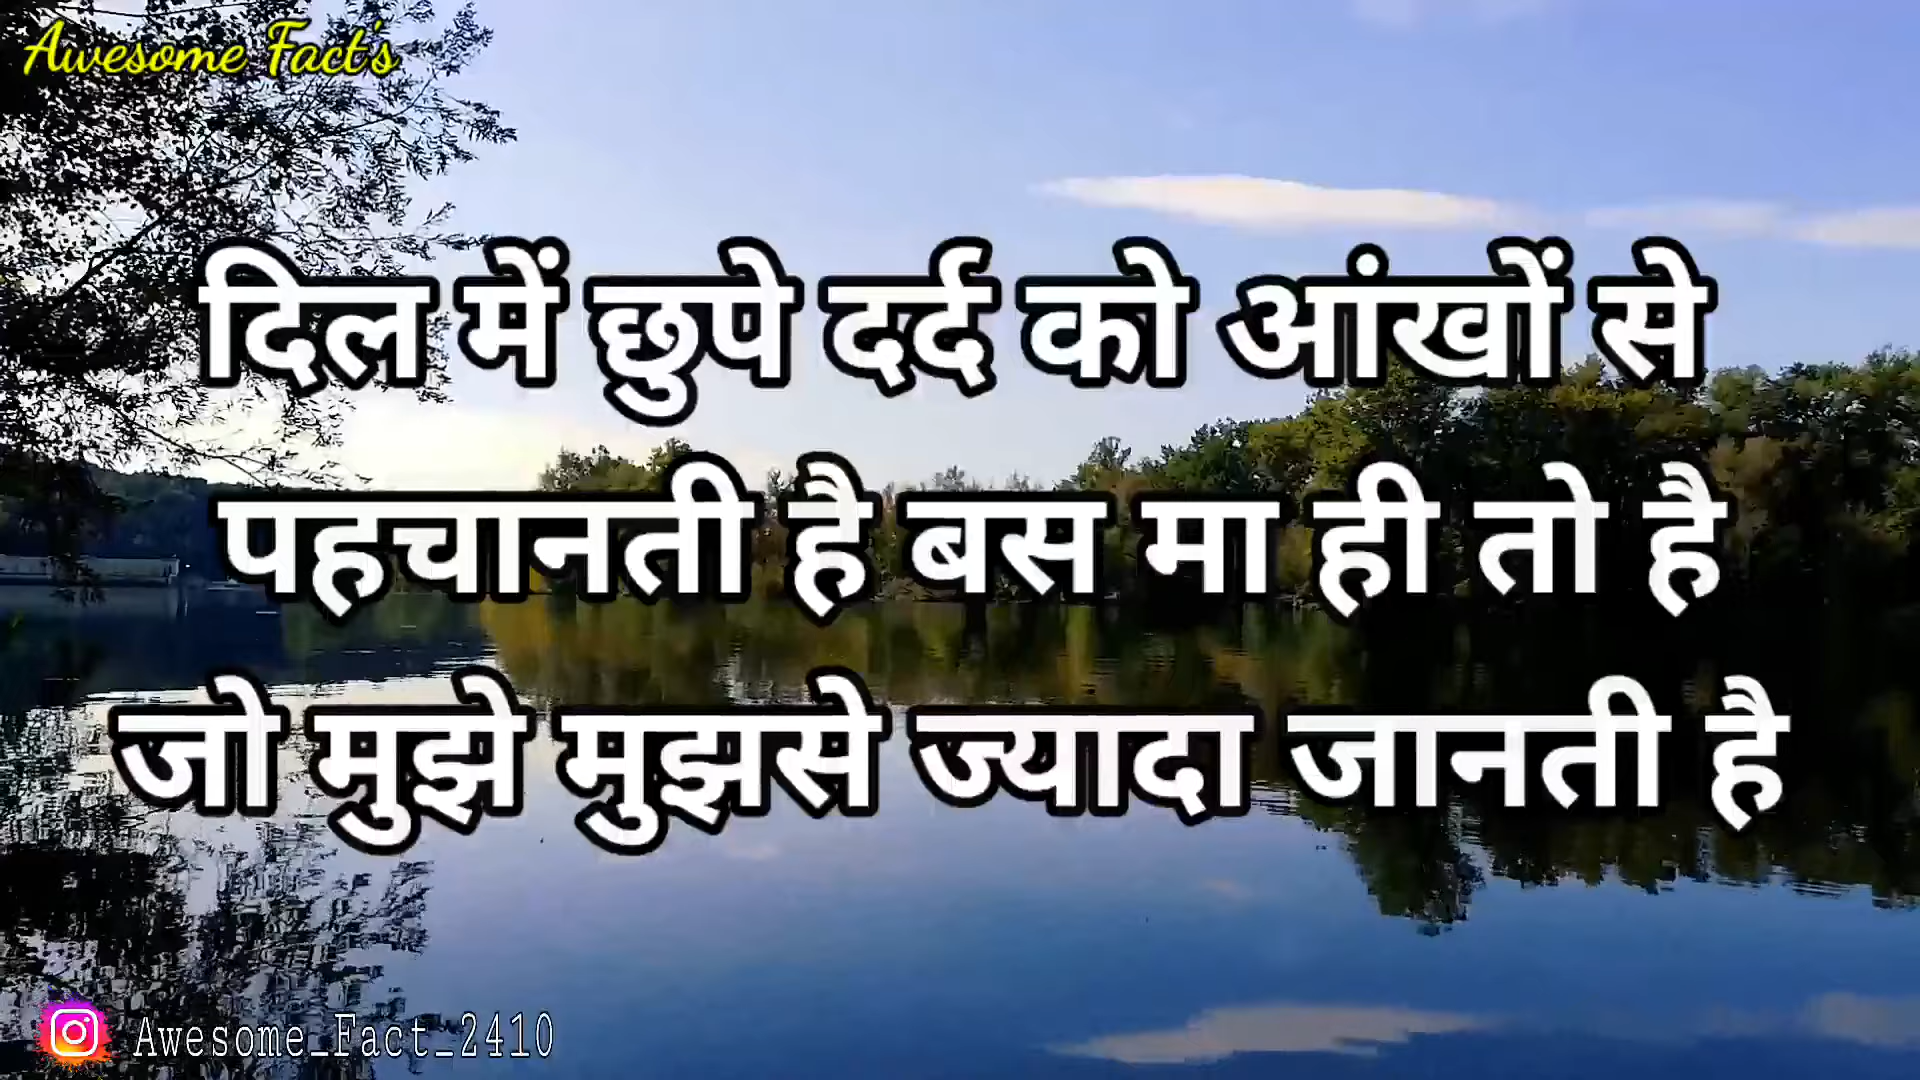 Awesome Fact's
दिल में छुपे दर्द को आंखों से
पहचानती है बस मा ही तो है
जो मुझे मुझसे ज्यादा जानती है
Awesome_Fact_2410